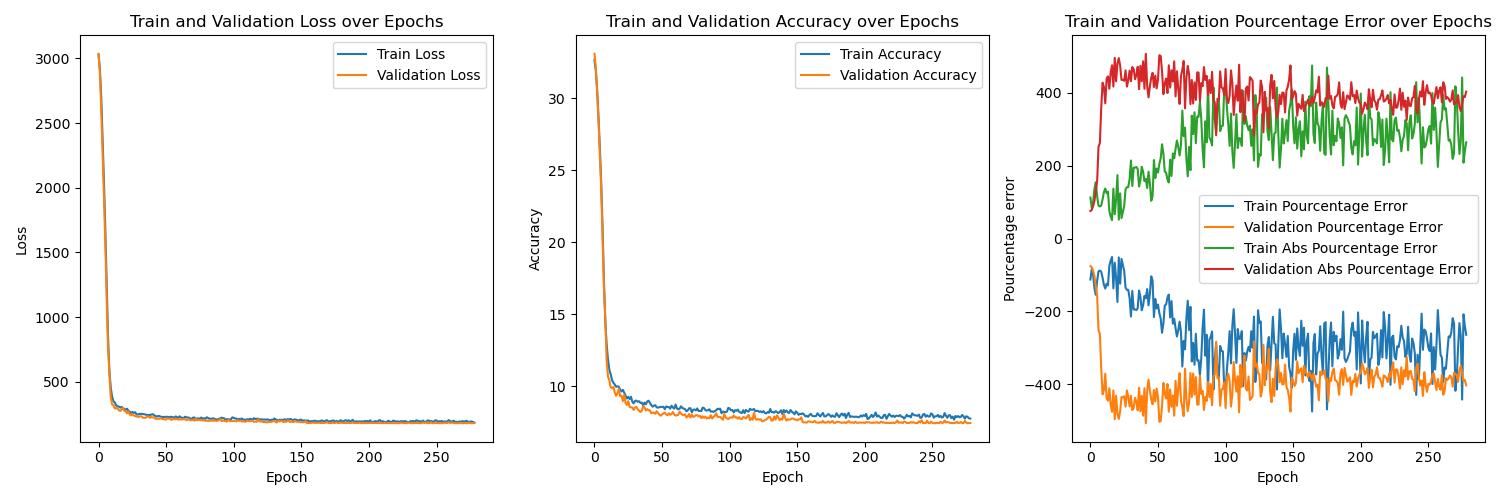 Train and Validation Loss over Epochs
Loss
3000
2500
2000
1500
1000
500
Train Loss
Validation Loss
0
50
100
150
200
250
Epoch
Train and Validation Accuracy over Epochs
Accuracy
30
25
20
15
10
Train Accuracy
Validation Accuracy
0
50
100
150
200
250
Epoch
Train and Validation Pourcentage Error over Epochs
Pourcentage error
400
200
0
−200
−400
Train Pourcentage Error
Validation Pourcentage Error
Train Abs Pourcentage Error
Validation Abs Pourcentage Error
0
50
100
150
200
250
Epoch